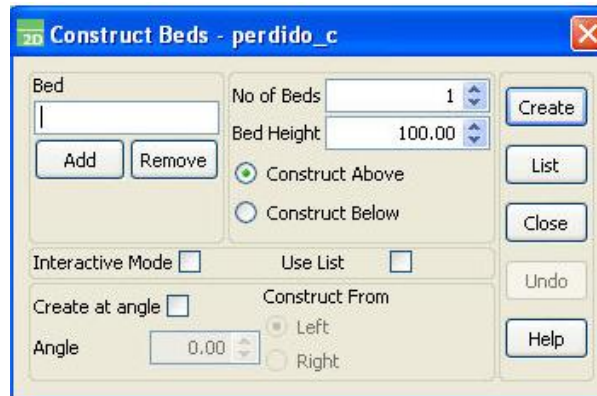 2D Construct Beds - perdido_c
Bed
Add Remove
No of Beds 1
Bed Height 100.00
Construct Above
Construct Below
Interactive Mode Use List
Create at angle
Angle 0.00
Construct From
Left
Right
Create
List
Close
Undo
Help